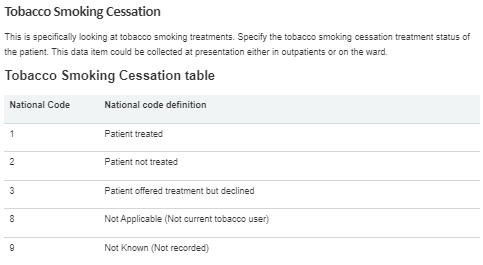 Tobacco Smoking Cessation
This is specifically looking at tobacco smoking treatments. Specify the tobacco smoking cessation treatment status of
the patient. This data item could be collected at presentation either in outpatients or on the ward.
Tobacco Smoking Cessation table
National Code National code definition
1 Patient treated
2 Patient not treated
3 Patient offered treatment but declined
8 Not Applicable (Not current tobacco user)
9 Not Known (Not recorded)